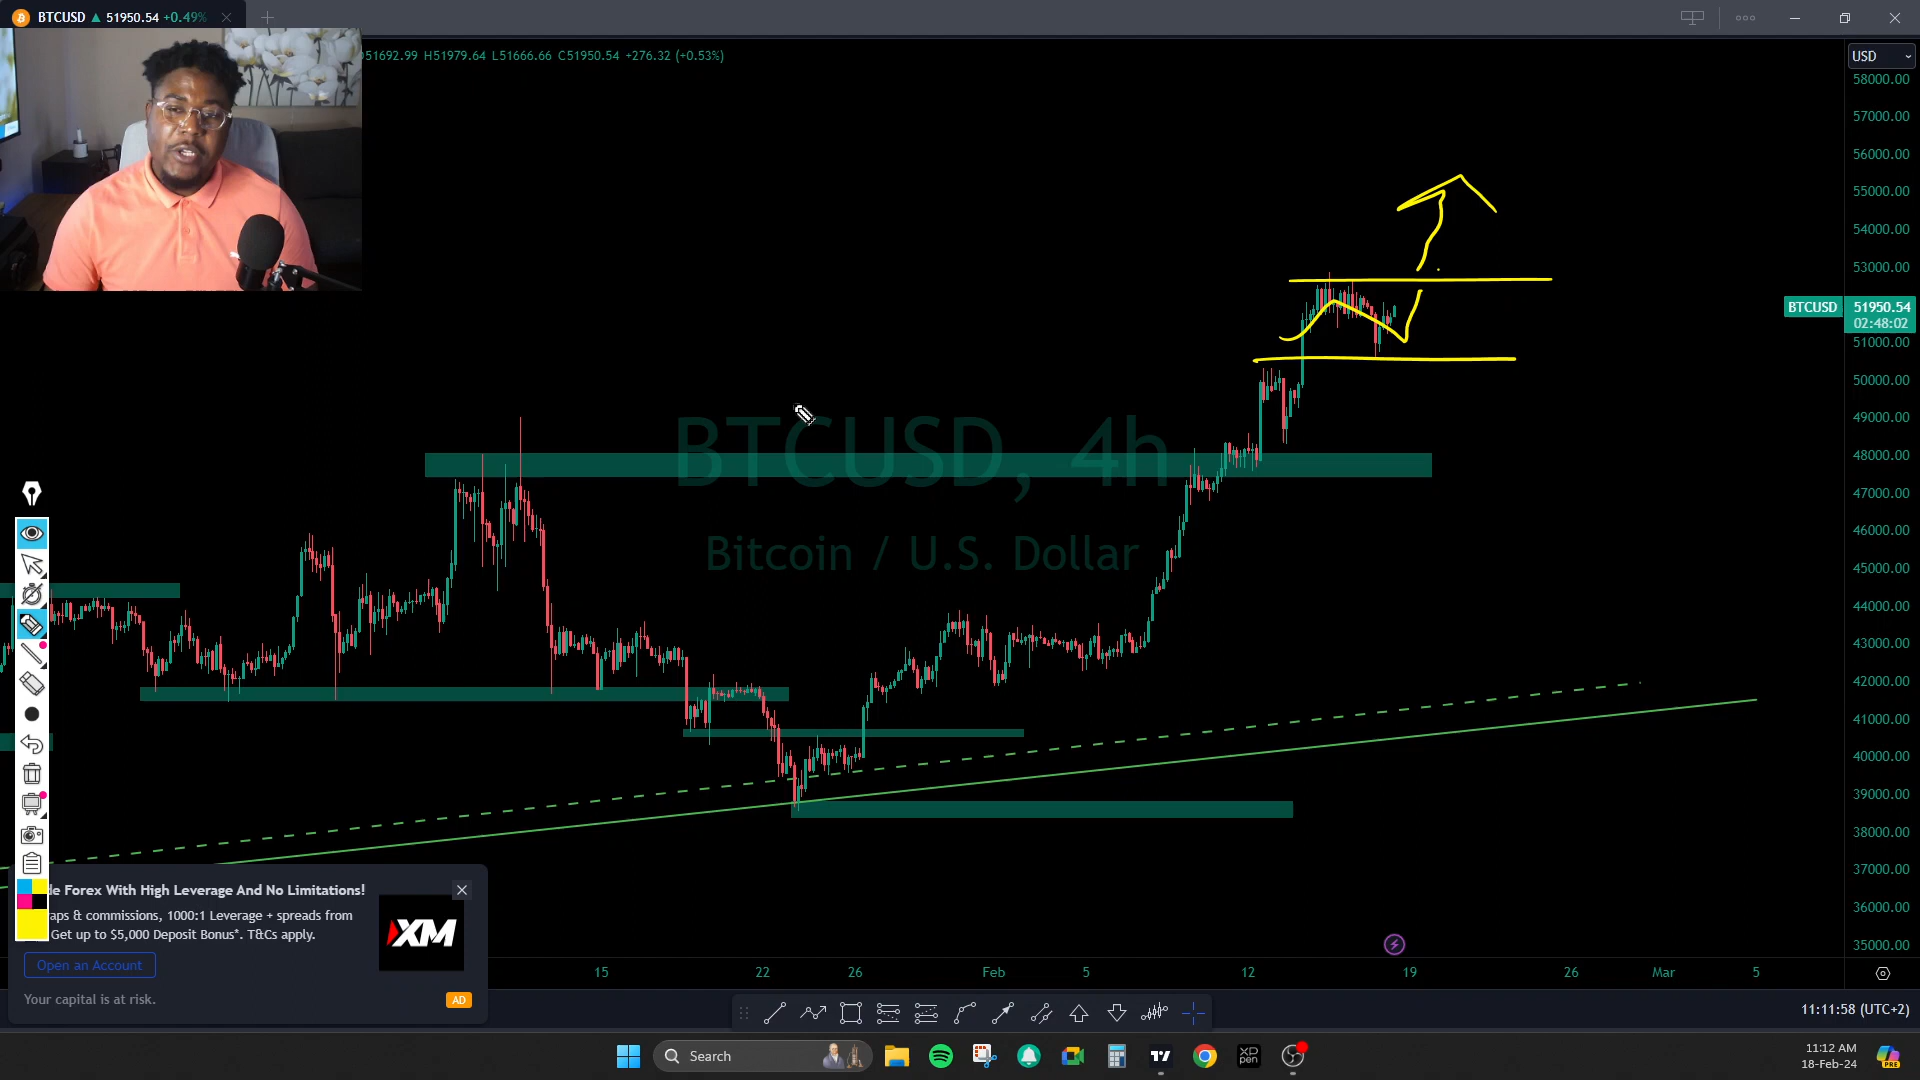 BTCUSD ▲ 51950.54 +0.49%
51692.99 H51979.64 L51666.66 C51950.54 +276.32 (+0.53%)
USD
58000.00
57000.00
56000.00
55000.00
54000.00
53000.00
BTCUSD 51950.54
02:48:02
51000.00
50000.00
49000.00
48000.00
47000.00
46000.00
45000.00
44000.00
43000.00
42000.00
41000.00
40000.00
39000.00
38000.00
37000.00
36000.00
35000.00
BTCUSD, 4h
Bitcoin / U.S. Dollar
de Forex With High Leverage And No Limitations!
aps & commissions, 1000:1 Leverage + spreads from
Get up to $5,000 Deposit Bonus*. T&Cs apply.
XM
Open an Account
Your capital is at risk.
AD
15 22 26 Feb 5 12 19 26 Mar 5
11:11:58 (UTC+2)
Search
XP
pen
11:12 AM
18-Feb-24
PRE